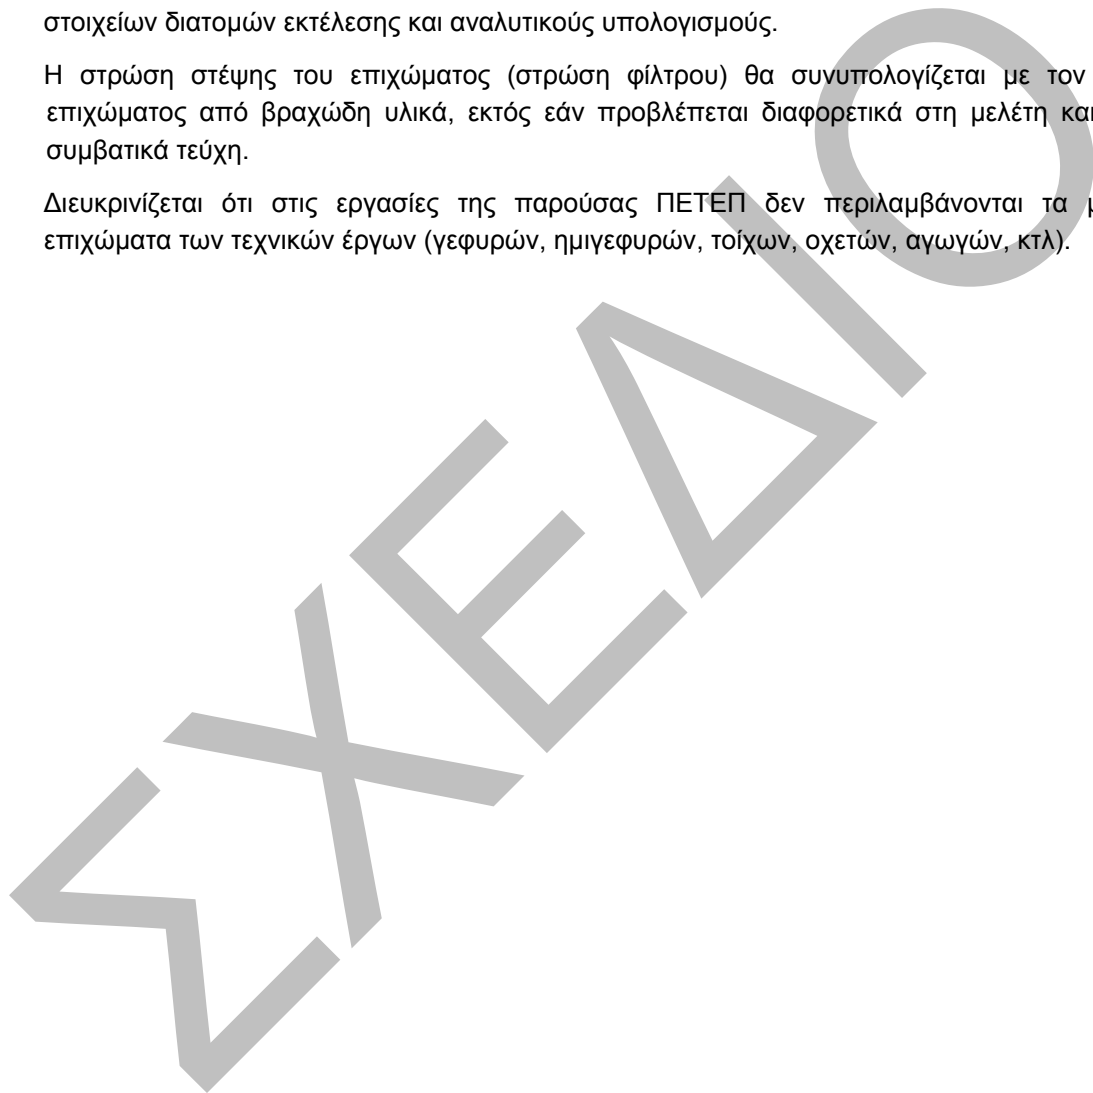 στοιχείων διατομών εκτέλεσης και αναλυτικούς υπολογισμούς.
Η στρώση στέψης του επιχώματος (στρώση φίλτρου) θα συνυπολογίζεται με τον
επιχώματος από βραχώδη υλικά, εκτός εάν προβλέπεται διαφορετικά στη μελέτη και
συμβατικά τεύχη.
Διευκρινίζεται ότι στις εργασίες της παρούσας ΠΕΤΕΠ δεν περιλαμβάνονται τα
επιχώματα των τεχνικών έργων (γεφυρών, ημιγεφυρών, τοίχων, οχετών, αγωγών, κτλ).
ΣΧΕΔΙΟ